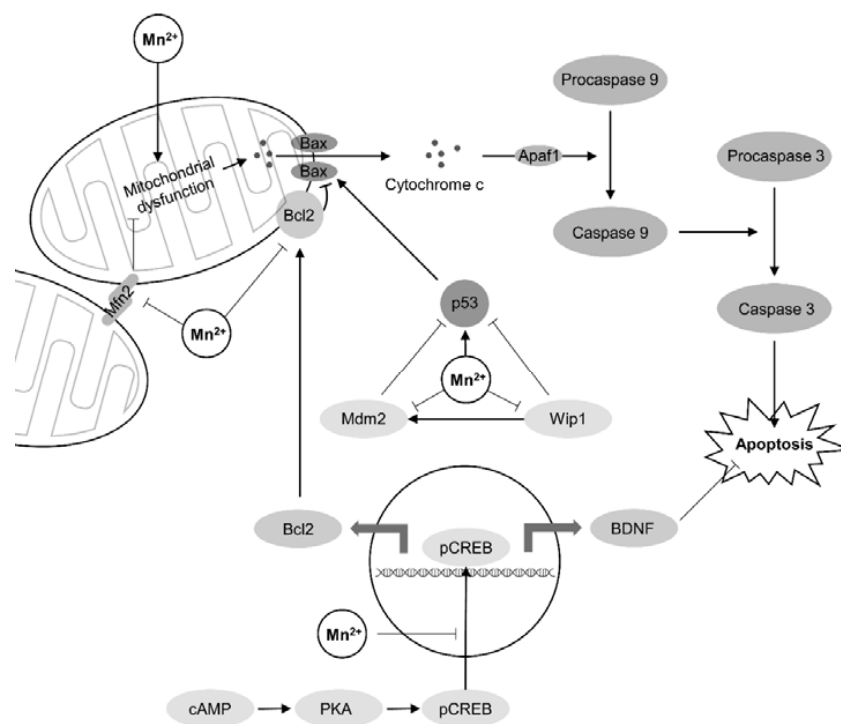 Mn²⁺
Procaspase 9
Bax
Apaf1
Procaspase 3
Mitochondrial
dysfunction
Bax
Cytochrome c
Bcl2
Caspase 9
Mfn2
p53
Caspase 3
Mn²⁺
Mn²⁺
Mdm2
Wip1
Apoptosis
Bcl2
pCREB
BDNF
Mn²⁺
cAMP
PKA
pCREB